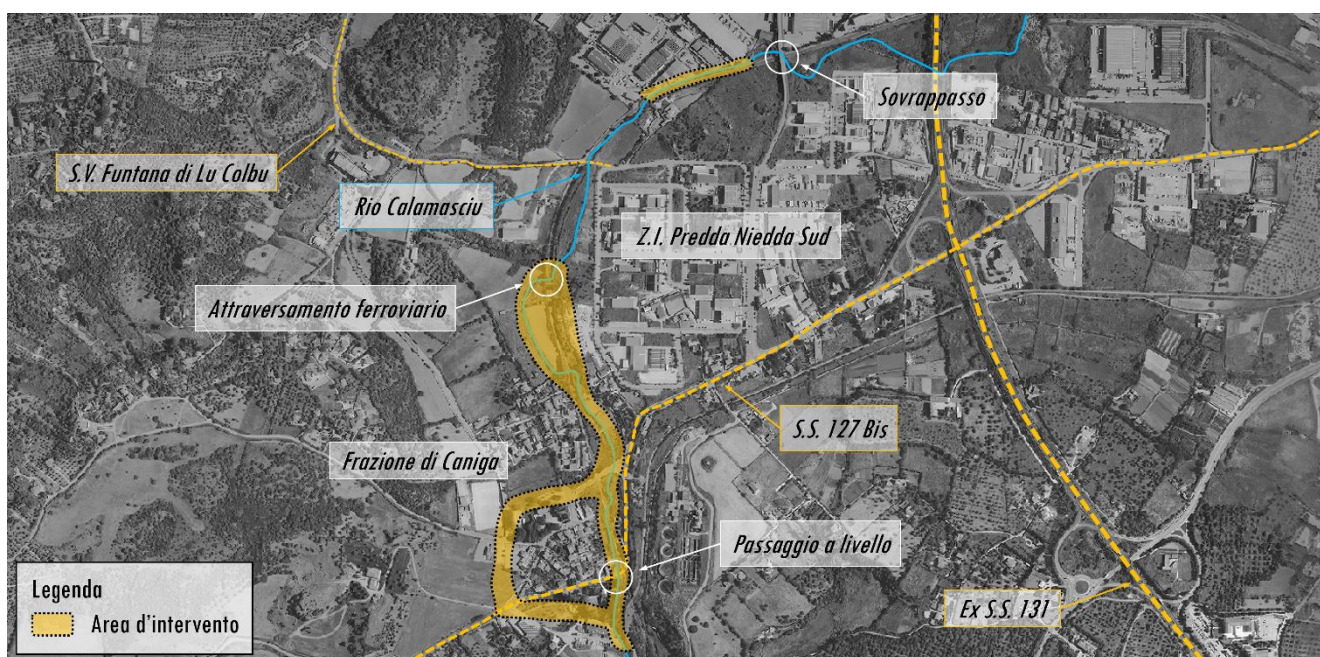 Sovrappasso
S.V. Funtana di Lu Colbu
Rio Calamasciu
Z.I. Predda Niedda Sud
Attraversamento ferroviario
S.S. 127 Bis
Frazione di Caniga
Passaggio a livello
Ex S.S. 131
Legenda
Area d'intervento